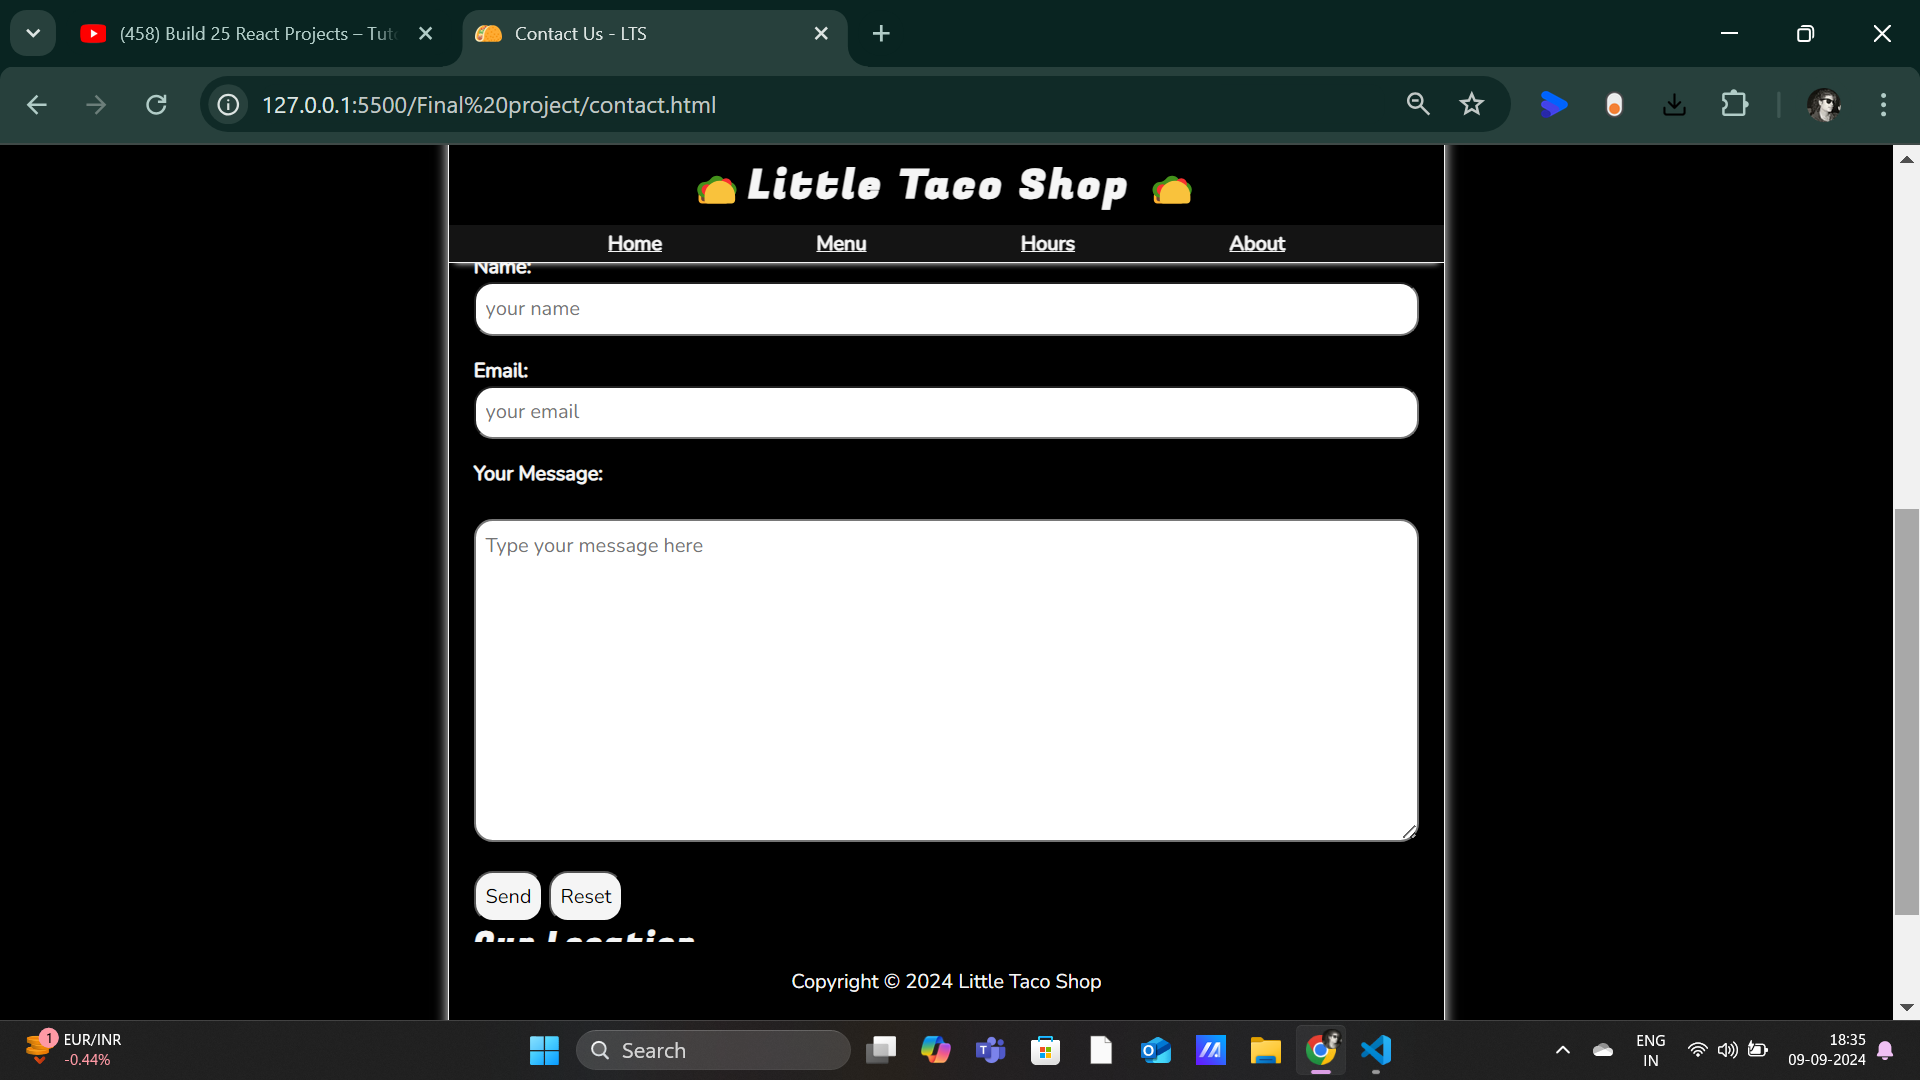 (458) Build 25 React Projects – Tut
Contact Us - LTS
127.0.0.1:5500/Final%20project/contact.html
Little Taco Shop
Home Menu Hours About
Name:
your name
Email:
your email
Your Message:
Type your message here
Send Reset
Our Location
Copyright © 2024 Little Taco Shop
1 EUR/INR
-0.44%
Search
ENG
IN
18:35
09-09-2024